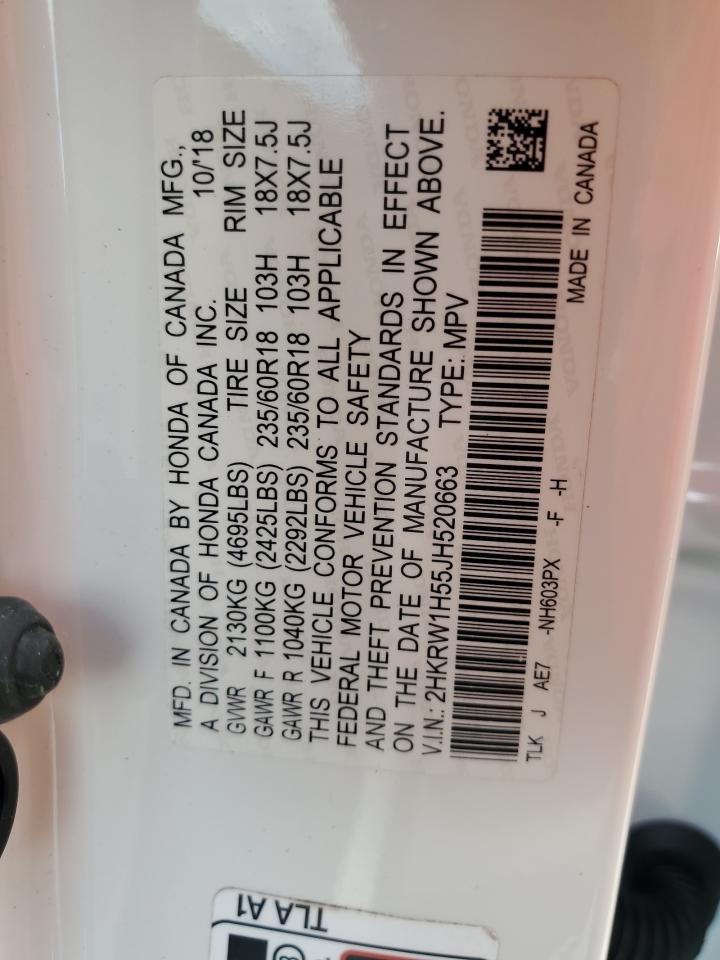 MFD. IN CANADA BY HONDA OF CANADA MFG.,
A DIVISION OF HONDA CANADA INC. 10/'18
GVWR 2130KG (4695LBS) TIRE SIZE RIM SIZE
GAWR F 1100KG (2425LBS) 235/60R18 103H 18X7.5J
GAWR R 1040KG (2292LBS) 235/60R18 103H 18X7.5J
THIS VEHICLE CONFORMS TO ALL APPLICABLE
FEDERAL MOTOR VEHICLE SAFETY
AND THEFT PREVENTION STANDARDS IN EFFECT
ON THE DATE OF MANUFACTURE SHOWN ABOVE.
V.I.N.: 2HKRW1H55JH520663 TYPE: MPV
TLK J AE7 -NH603PX -F -H
MADE IN CANADA
TLA A1